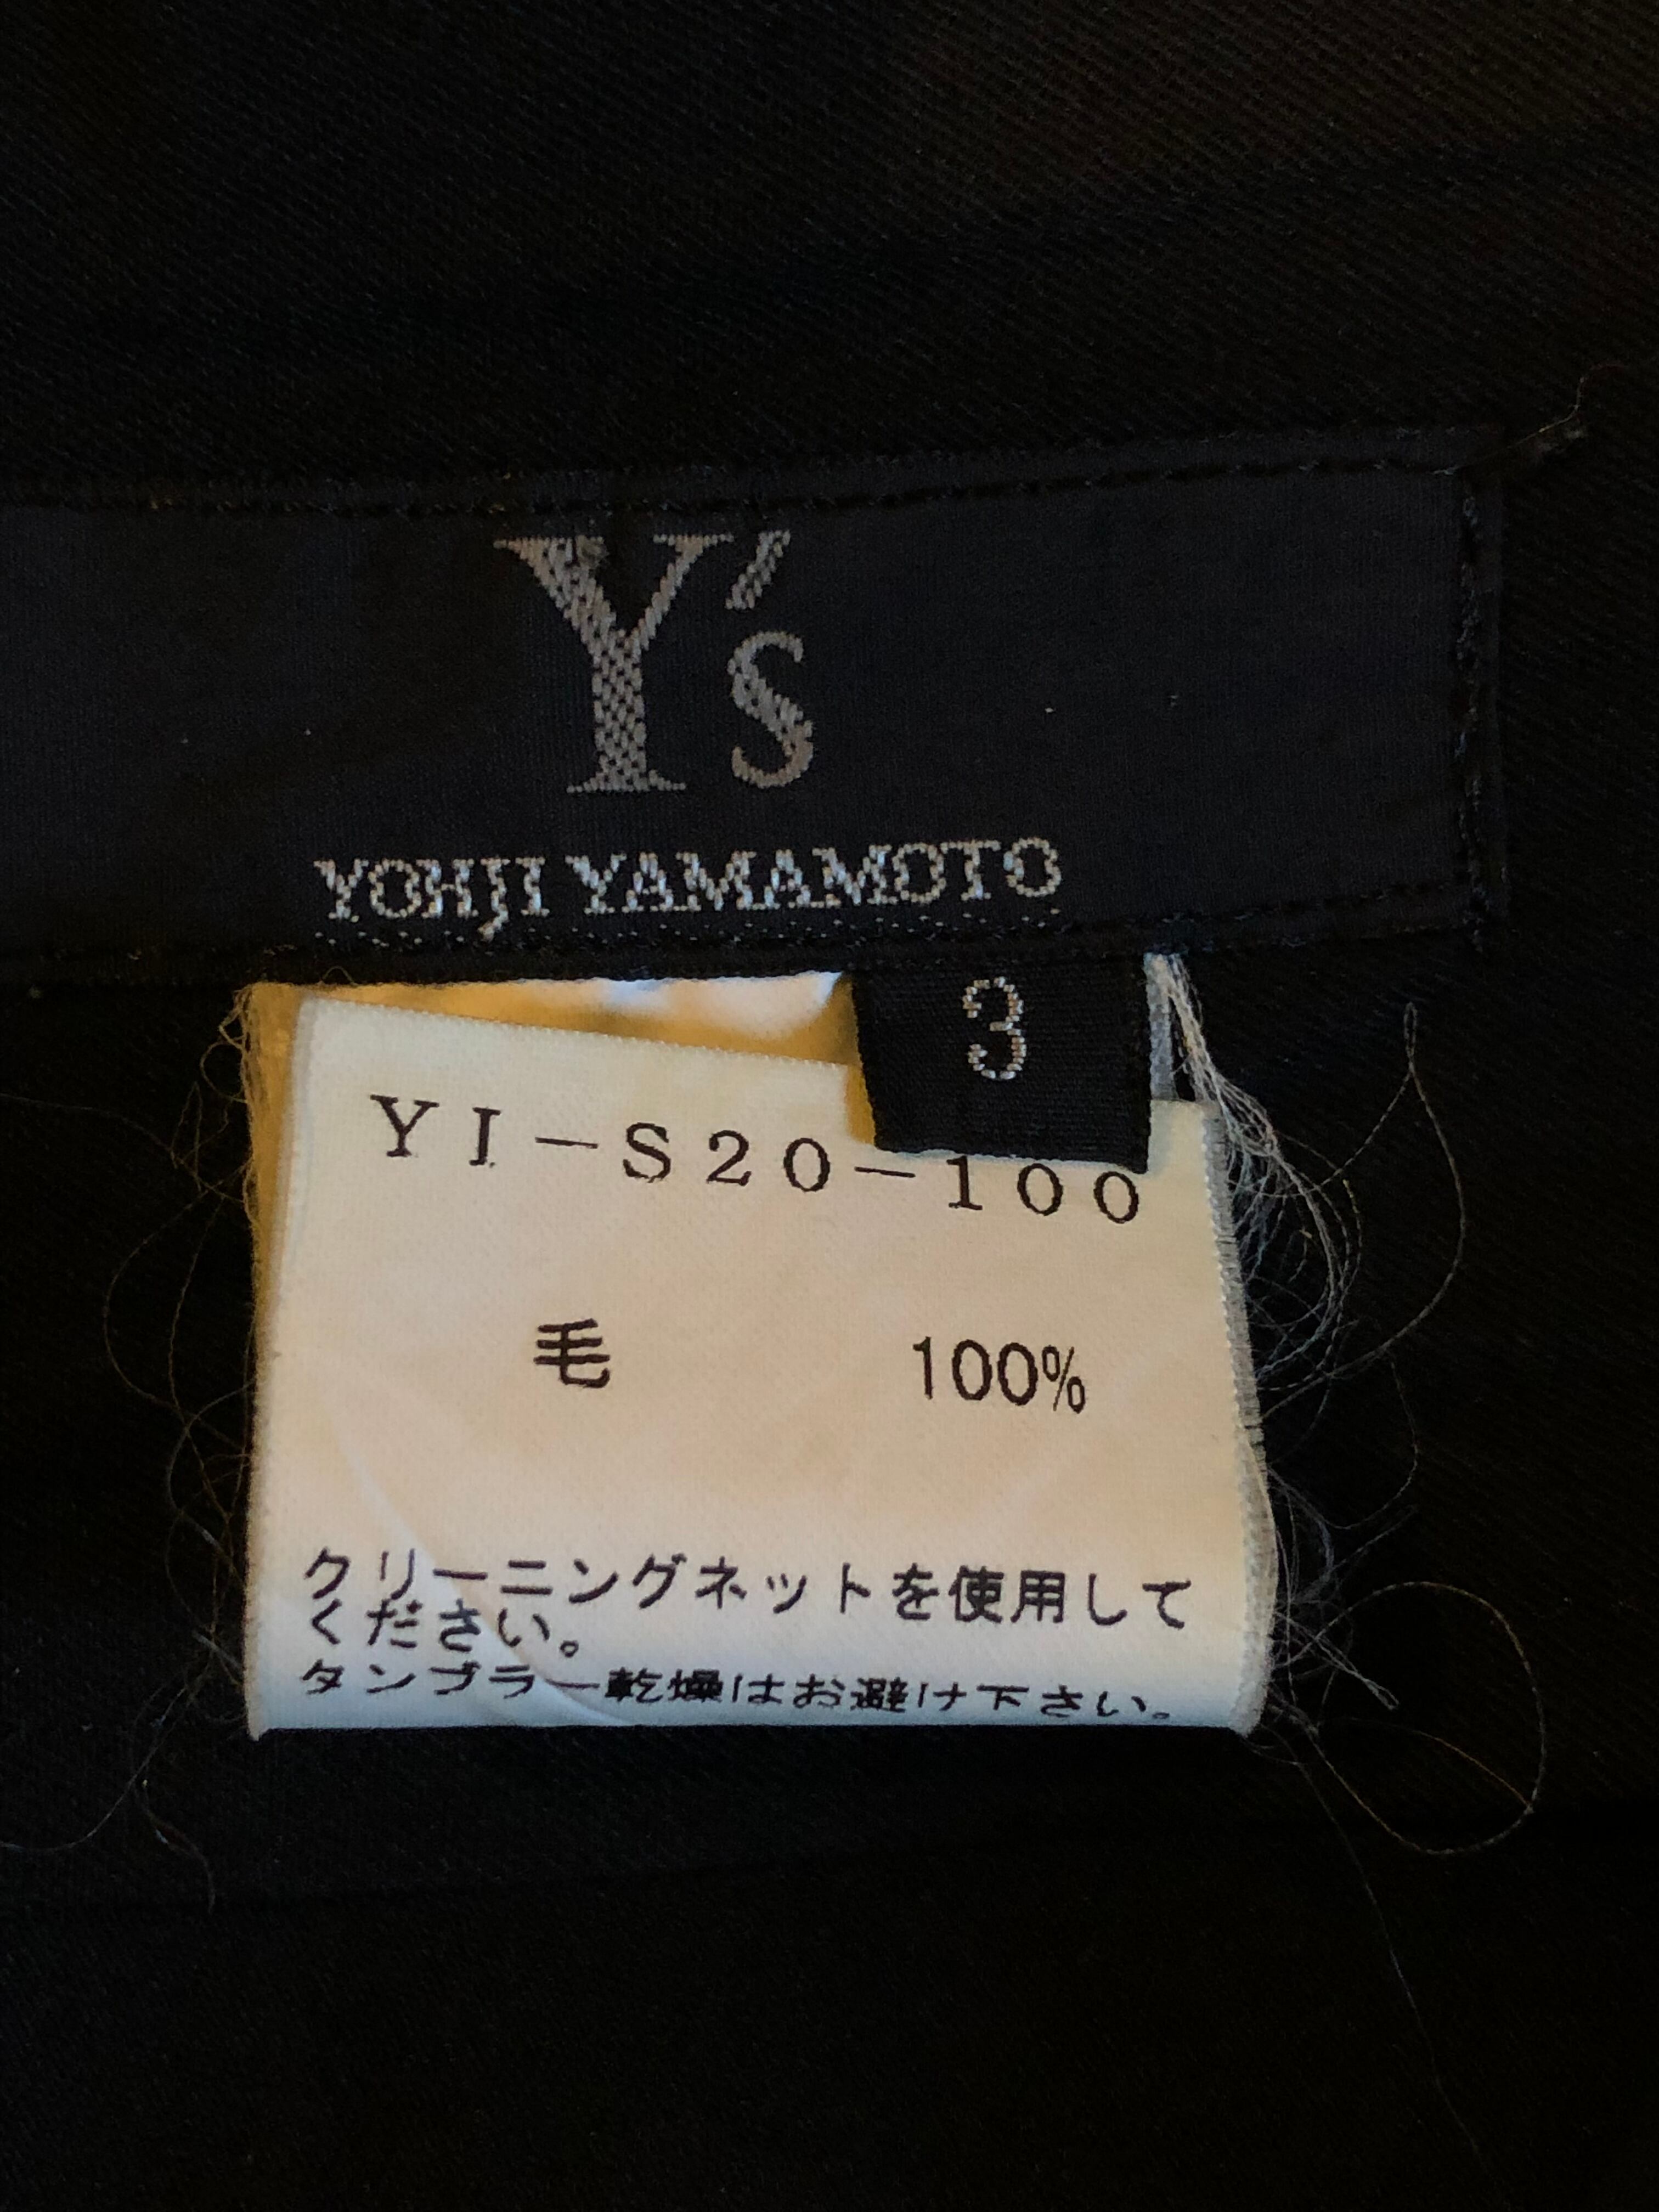 Y's
YOHJI YAMAMOTO
3
YI-S20-100
毛 100%
クリーニングネットを使用して
ください。
タンブラー乾燥はお避け下さい。